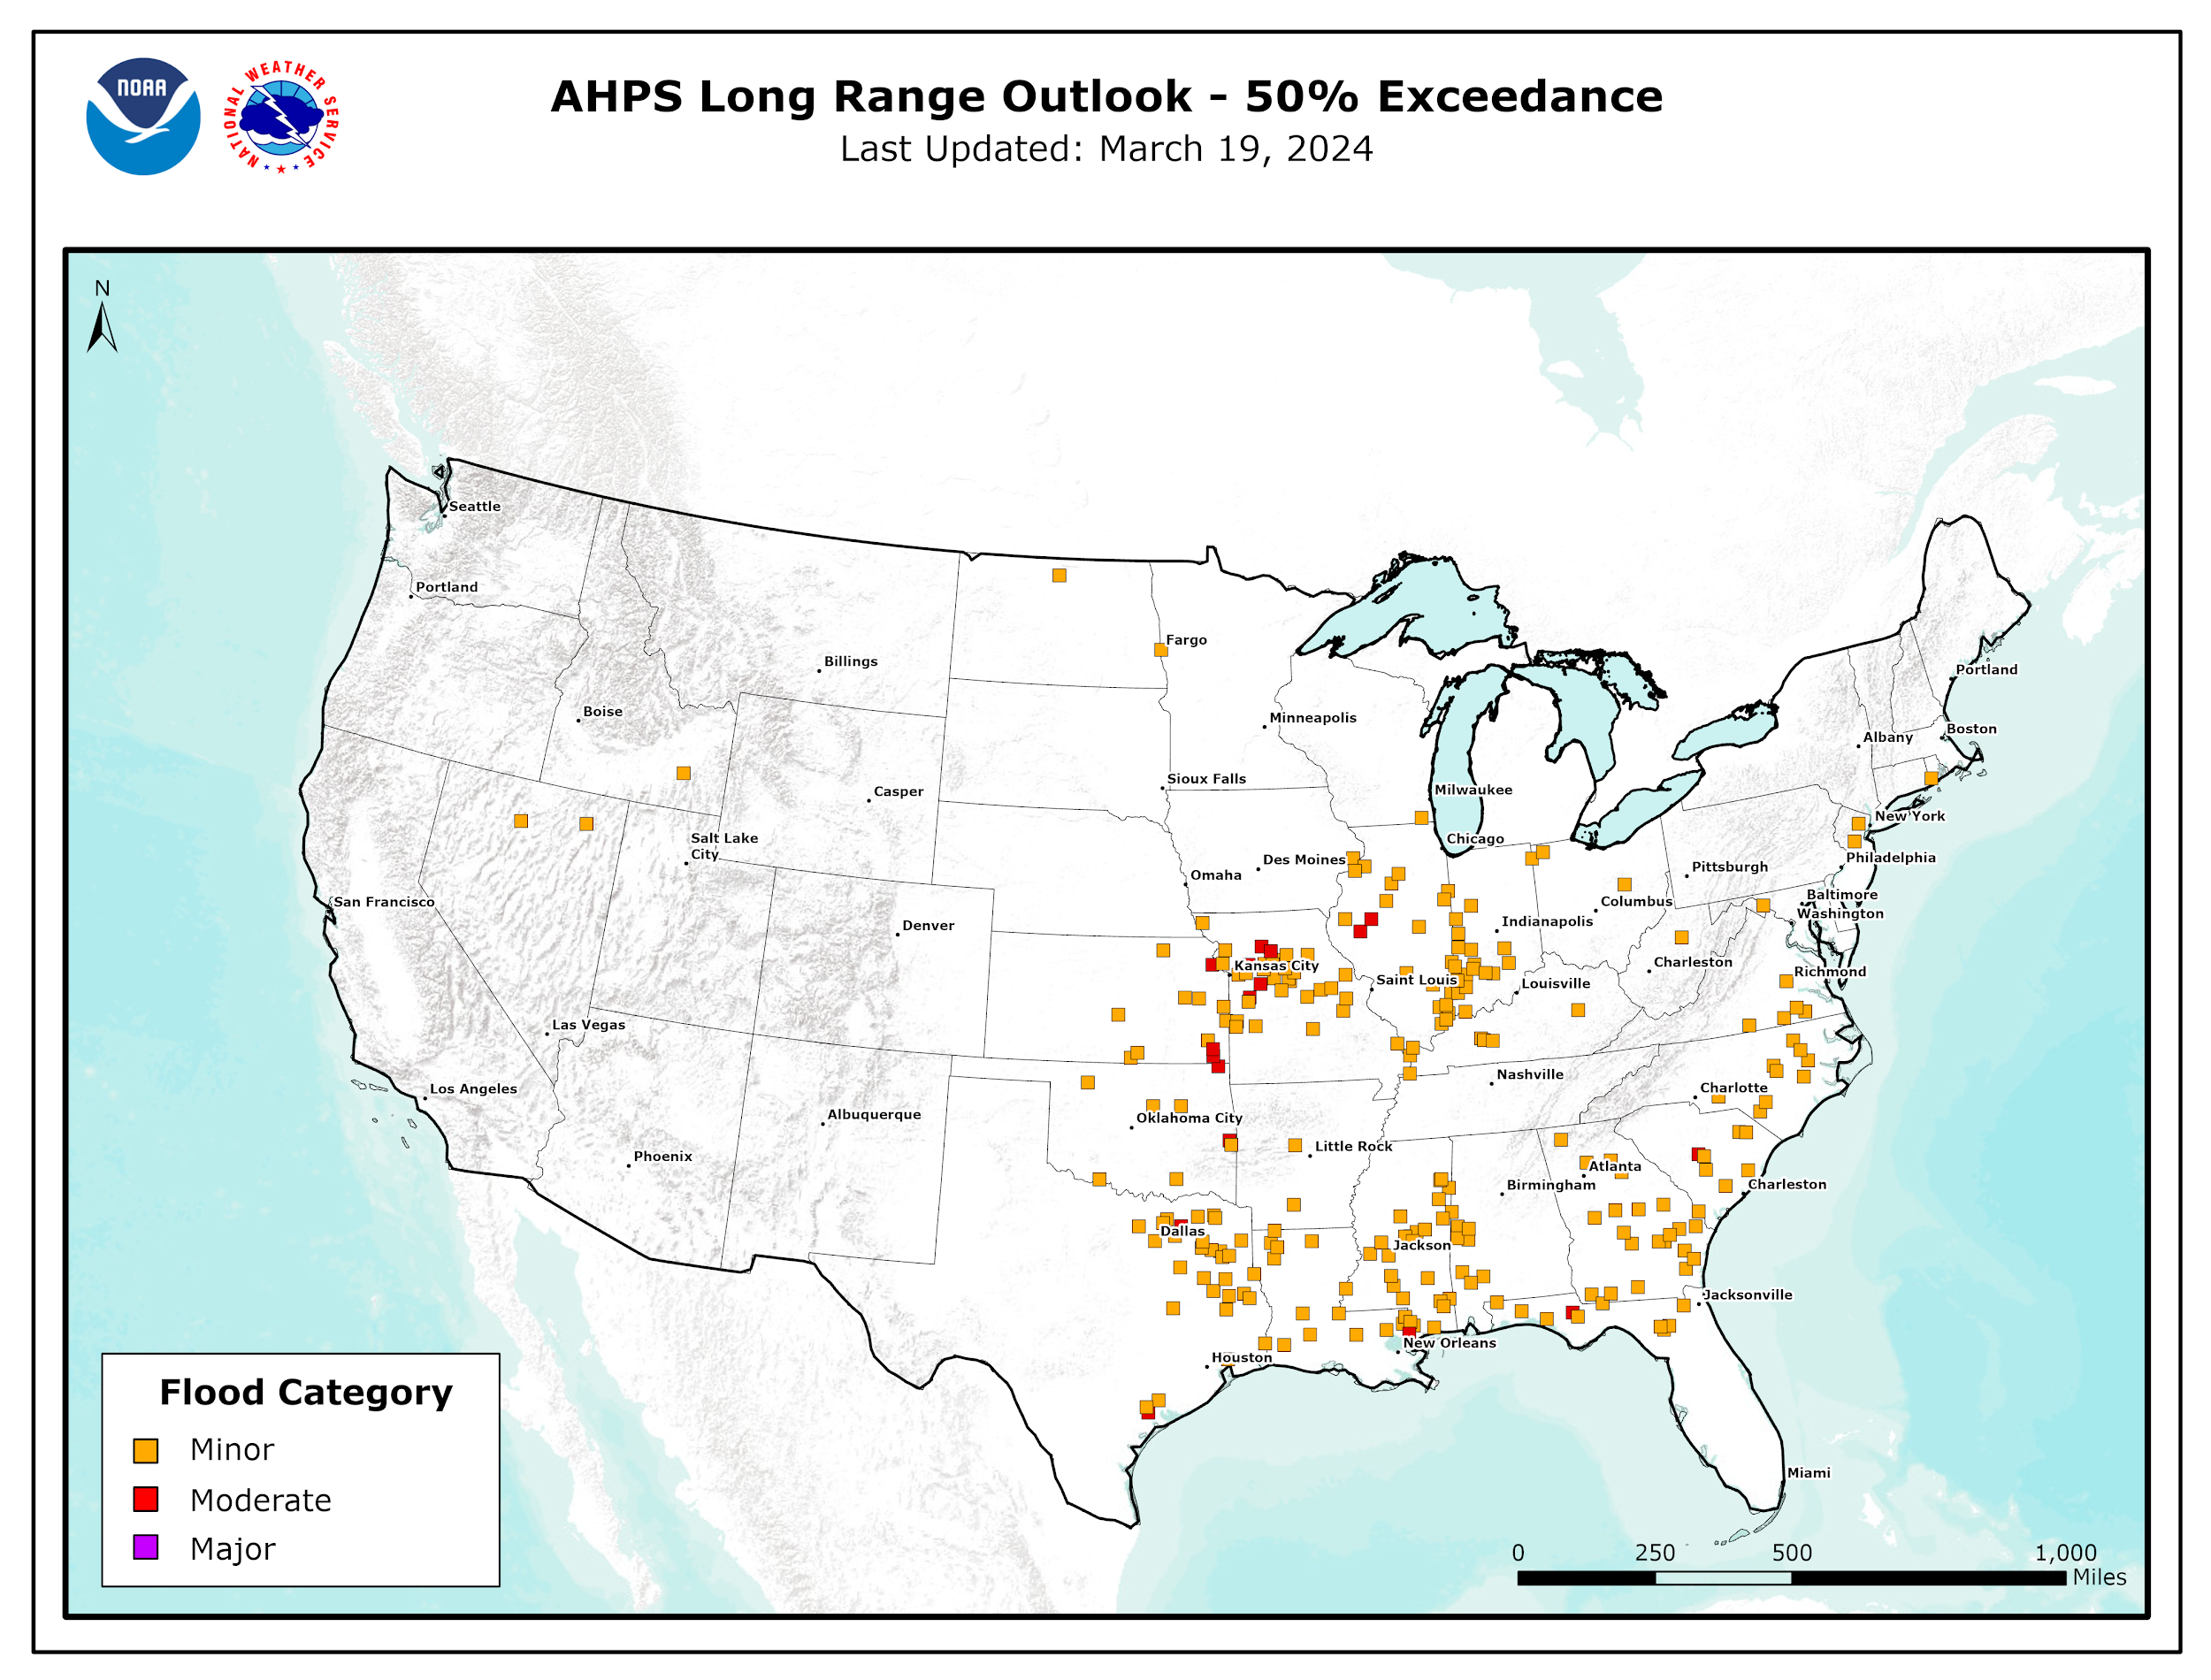 NOAA
NATIONAL WEATHER SERVICE
AHPS Long Range Outlook - 50% Exceedance
Last Updated: March 19, 2024
N
Seattle
Portland
Fargo
Billings
Portland
Boise
Minneapolis
Boston
Albany
Sioux Falls
Casper
Milwaukee
New York
Salt Lake
City
Chicago
Des Moines
Philadelphia
Pittsburgh
Omaha
Baltimore
San Francisco
Columbus
Washington
Denver
Indianapolis
Kansas City
Charleston
Richmond
Saint Louis
Louisville
Las Vegas
Nashville
Los Angeles
Charlotte
Albuquerque
Oklahoma City
Little Rock
Phoenix
Atlanta
Birmingham
Charleston
Dallas
Jackson
Jacksonville
New Orleans
Houston
Miami
Flood Category
Minor
Moderate
Major
0 250 500 1,000
Miles